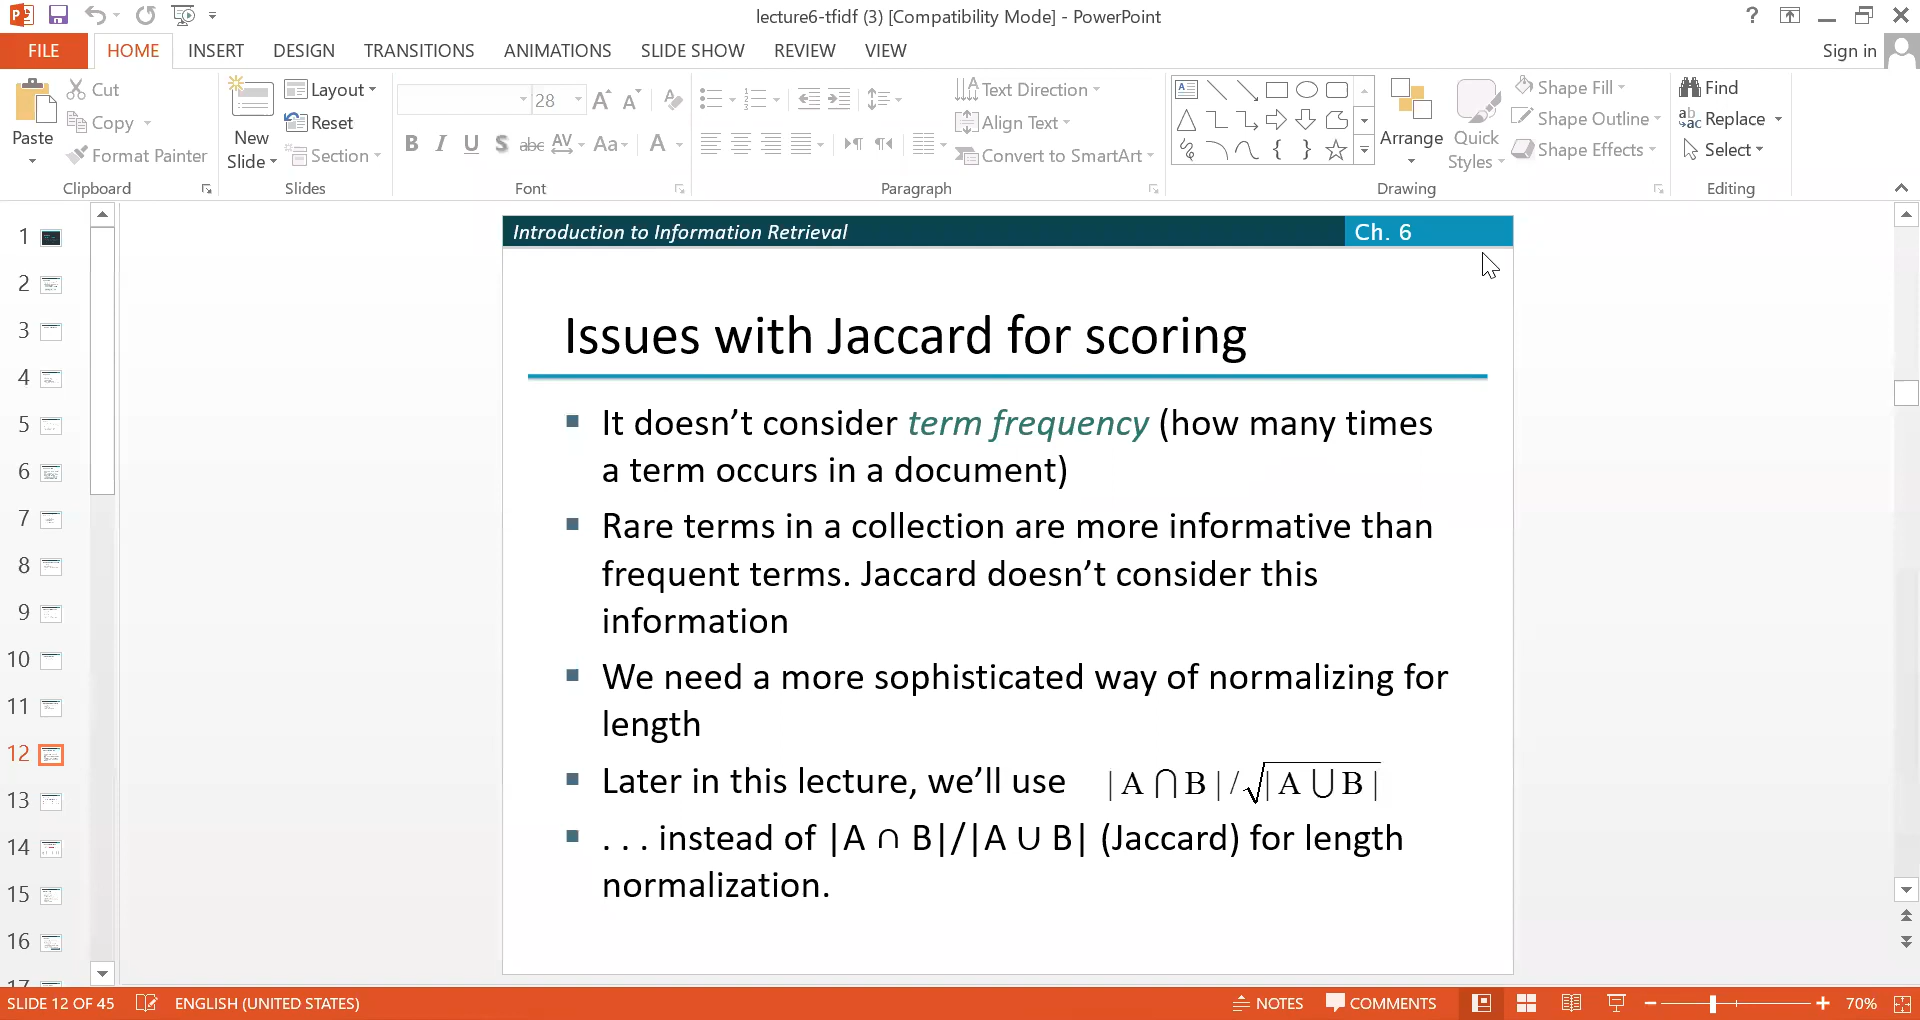 lecture6-tfidf (3) [Compatibility Mode] - PowerPoint
?
FILE HOME INSERT DESIGN TRANSITIONS ANIMATIONS SLIDE SHOW REVIEW VIEW Sign in
Paste
Cut
Copy
Format Painter
Clipboard
New
Slide
Layout
Reset
Section
Slides
28
B I U S abc AV Aa A
Font
Text Direction
Align Text
Convert to SmartArt
Paragraph
Arrange
Quick
Styles
Shape Fill
Shape Outline
Shape Effects
Drawing
Find
Replace
Select
Editing
1
2
3
4
5
6
7
8
9
10
11
12
13
14
15
16
17
Introduction to Information Retrieval Ch. 6
Issues with Jaccard for scoring
▪ It doesn’t consider term frequency (how many times
a term occurs in a document)
▪ Rare terms in a collection are more informative than
frequent terms. Jaccard doesn’t consider this
information
▪ We need a more sophisticated way of normalizing for
length
▪ Later in this lecture, we’ll use | A ⋂ B | / √| A ⋃ B |
▪ . . . instead of |A ∩ B|/|A ∪ B| (Jaccard) for length
normalization.
SLIDE 12 OF 45 ENGLISH (UNITED STATES) NOTES COMMENTS 70%